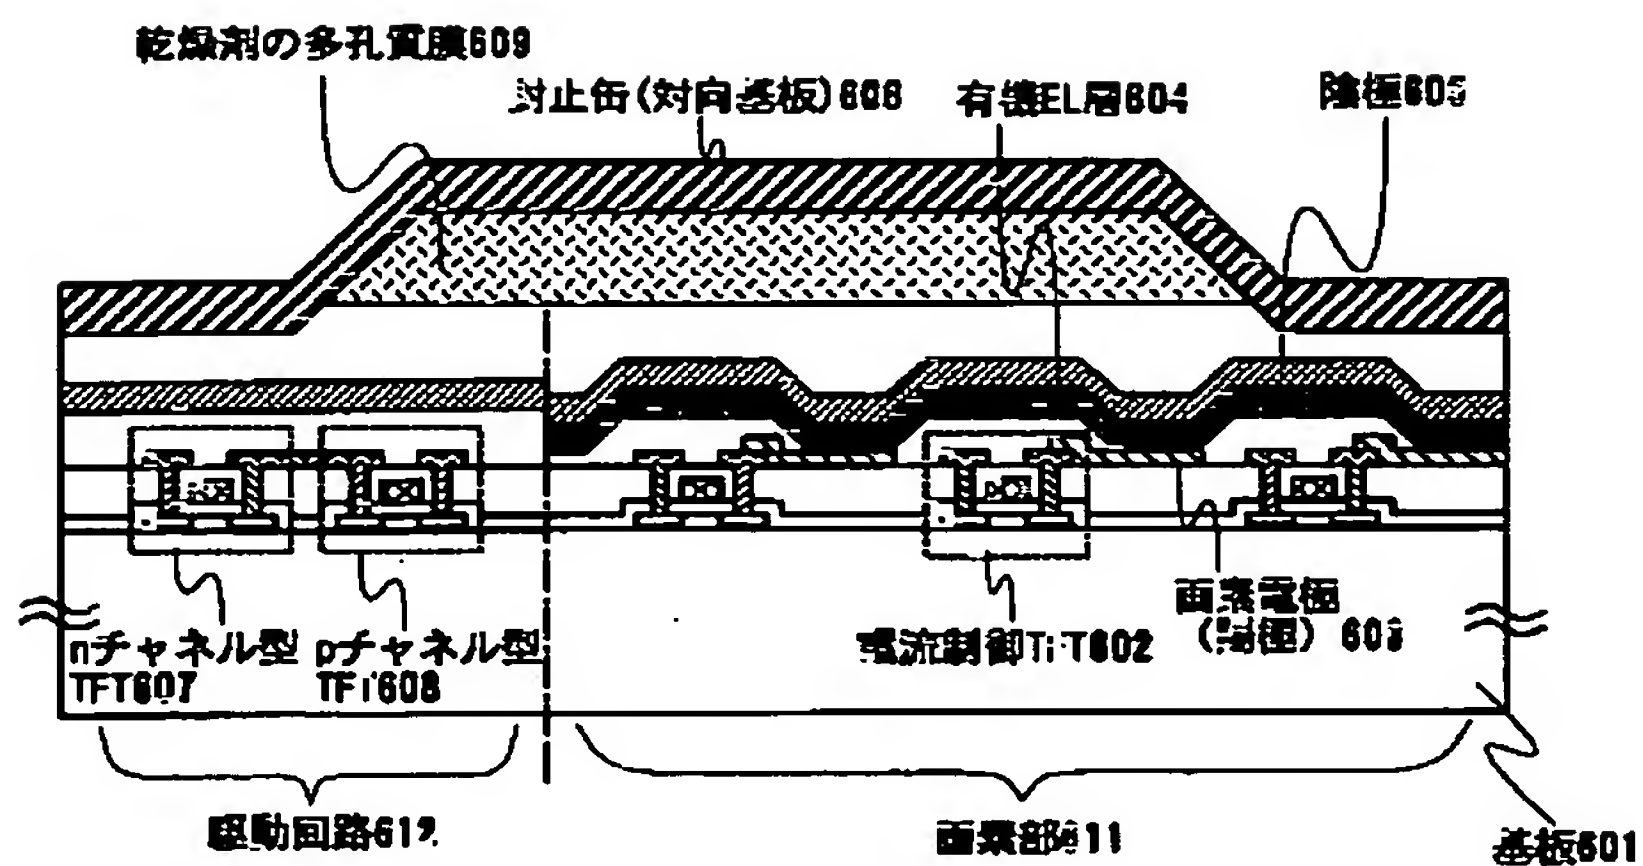 乾燥剤の多孔質膜609
封止缶(対向基板)606
有機EL層604
陰極605
nチャネル型
TFT607
pチャネル型
TFT608
電流制御TFT602
画素電極
(陽極) 603
駆動回路612
画素部611
基板601